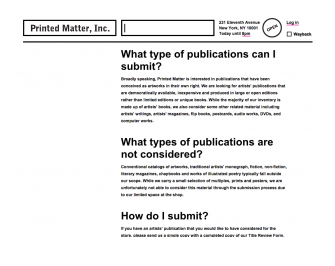 Printed Matter, Inc.
231 Eleventh Avenue
New York, NY 10001
Today until 8pm
OPEN
Log in
Wayback
What type of publications can I
submit?
Broadly speaking, Printed Matter is interested in publications that have been
conceived as artworks in their own right. We are looking for artists' publications that
are democratically available, inexpensive and produced in large or open editions
rather than limited editions or unique books. While the majority of our inventory is
made up of artists' books, we also consider some other related material including
artists' writings, artists' magazines, flip books, postcards, audio works, DVDs, and
computer works.
What types of publications are
not considered?
Conventional catalogs of artworks, traditional artists' monograph, fiction, non-fiction,
literary magazines, chapbooks and works of illustrated poetry typically fall outside
our scope. While we carry a small selection of multiples, prints and posters, we are
unfortunately not able to consider this material through the submission process due
to our limited space at the shop.
How do I submit?
If you have an artists' publication that you would like to have considered for the
store, please send us a single copy with a completed copy of our Title Review Form.